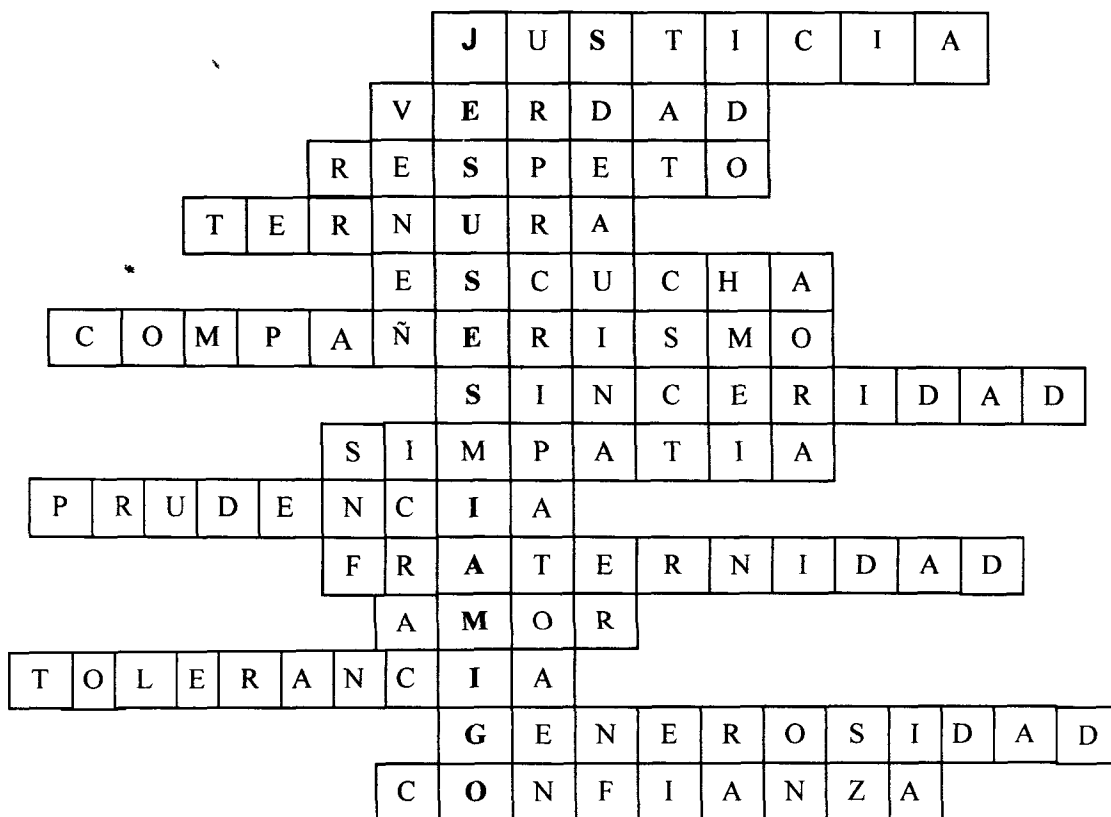 JUSTICIA
VERDAD
RESPETO
TERNURA
ESCUCHA
COMPAÑERISMO
SINCERIDAD
SIMPATIA
PRUDENCIA
FRATERNIDAD
AMOR
TOLERANCIA
GENEROSIDAD
CONFIANZA